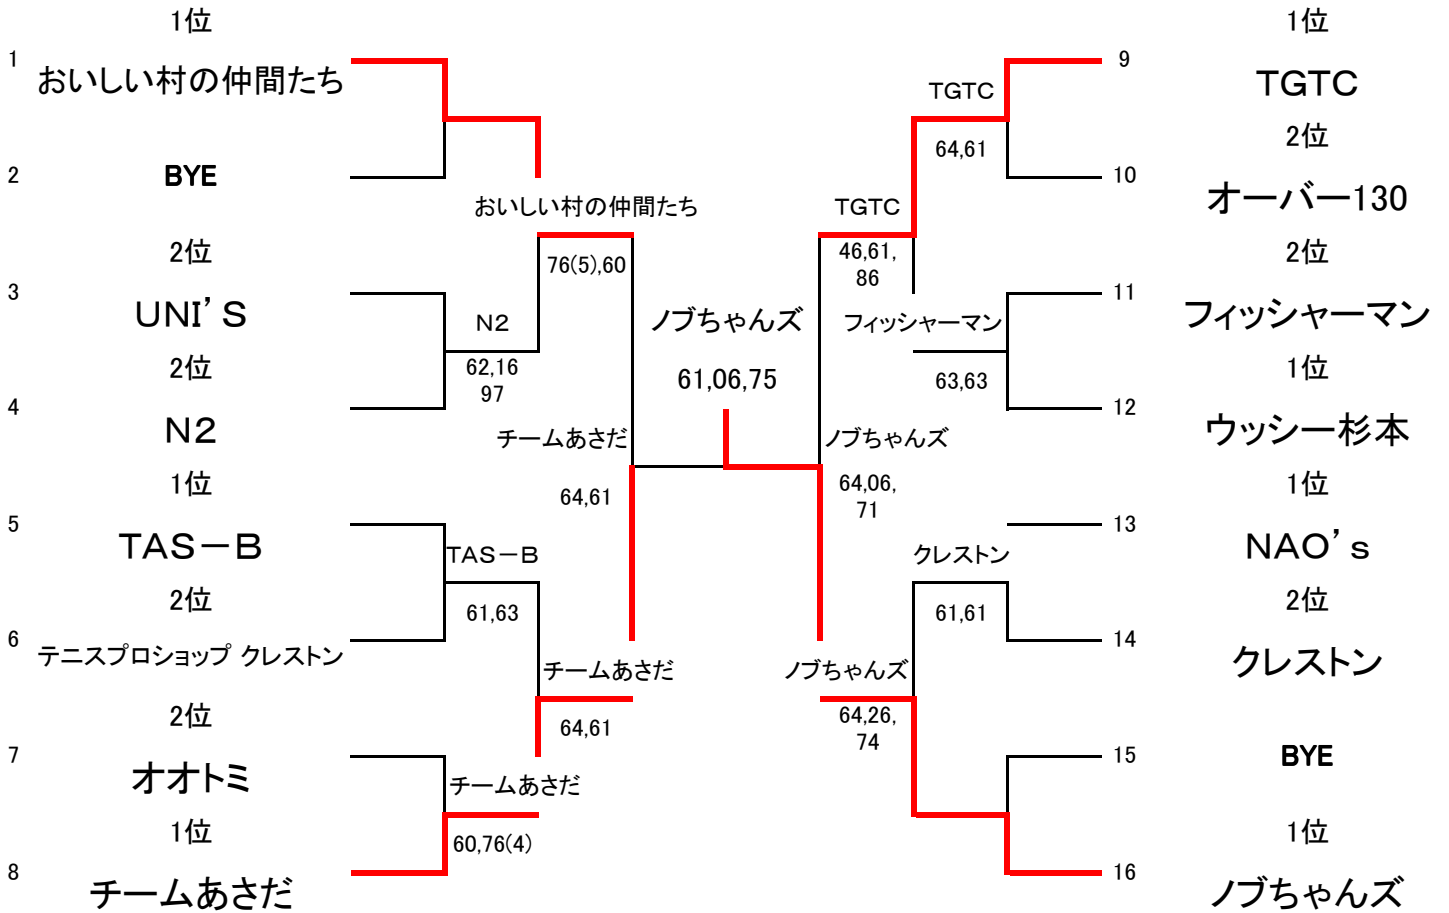 1位
1
おいしい村の仲間たち
2
BYE
2位
3
UNI'S
2位
4
N2
1位
5
TAS－B
2位
6
テニスプロショップ クレストン
2位
7
オオトミ
1位
8
チームあさだ
おいしい村の仲間たち
76(5),60
N2
62,16
97
チームあさだ
64,61
TAS－B
61,63
チームあさだ
64,61
チームあさだ
60,76(4)
ノブちゃんズ
61,06,75
TGTC
64,61
TGTC
46,61,
86
フィッシャーマン
63,63
ノブちゃんズ
64,06,
71
クレストン
61,61
ノブちゃんズ
64,26,
74
1位
9
TGTC
2位
10
オーバー130
2位
11
フィッシャーマン
1位
12
ウッシー杉本
1位
13
NAO's
2位
14
クレストン
15
BYE
1位
16
ノブちゃんズ